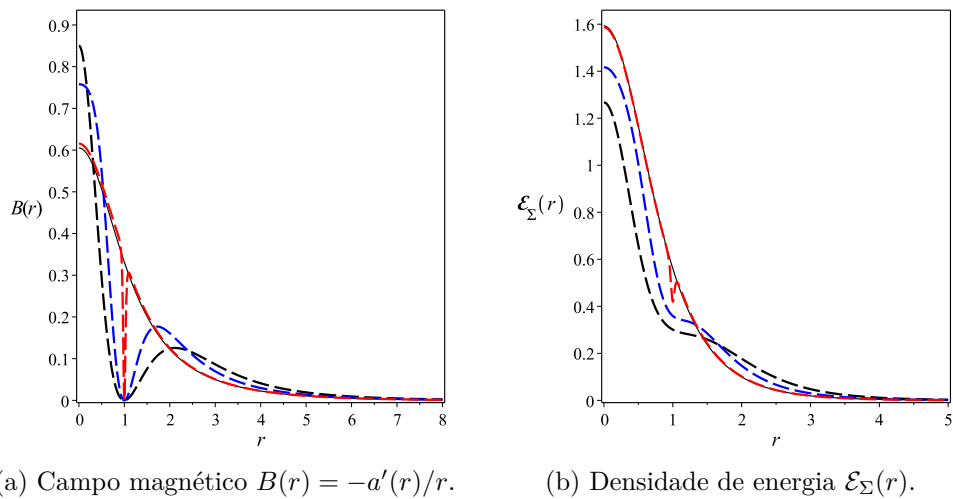 0.9
0.8
0.7
0.6
0.5
0.4
0.3
0.2
0.1
0
B(r)
0 1 2 3 4 5 6 7 8
r
1.6
1.4
1.2
1
0.8
0.6
0.4
0.2
0
ℰ_Σ(r)
0 1 2 3 4 5
r
a) Campo magnético B(r) = −a′(r)/r.
(b) Densidade de energia ℰ_Σ(r).